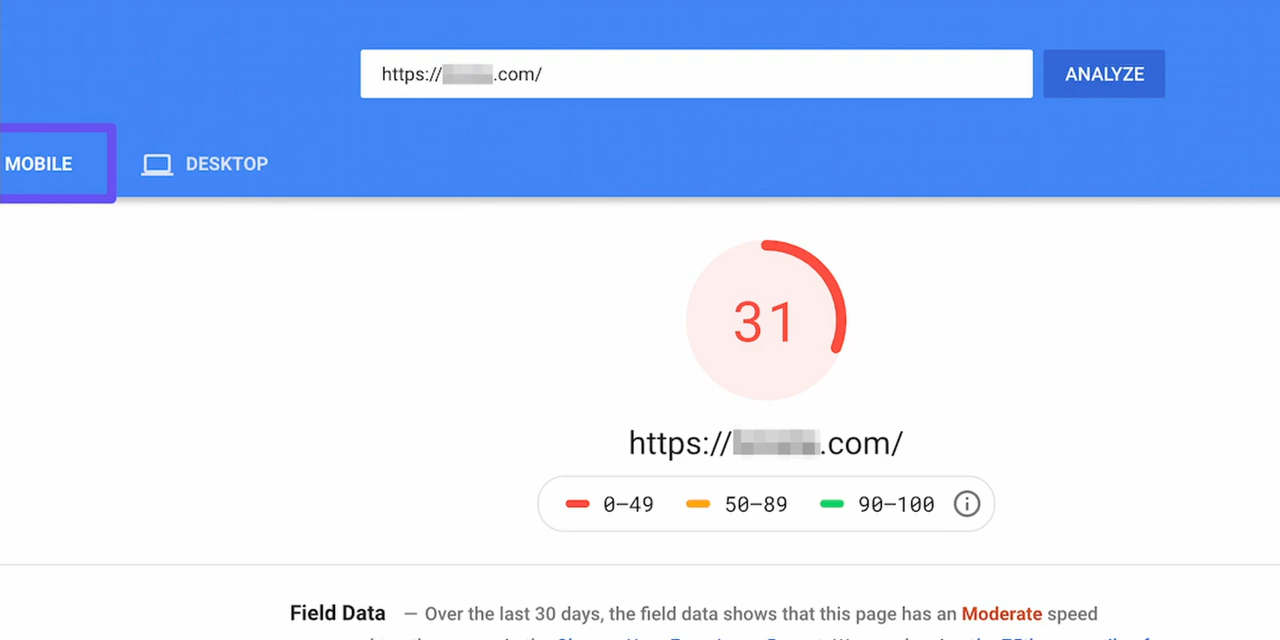 https:// .com/
ANALYZE
MOBILE
DESKTOP
31
https:// .com/
0–49
50–89
90–100
Field Data — Over the last 30 days, the field data shows that this page has an Moderate speed